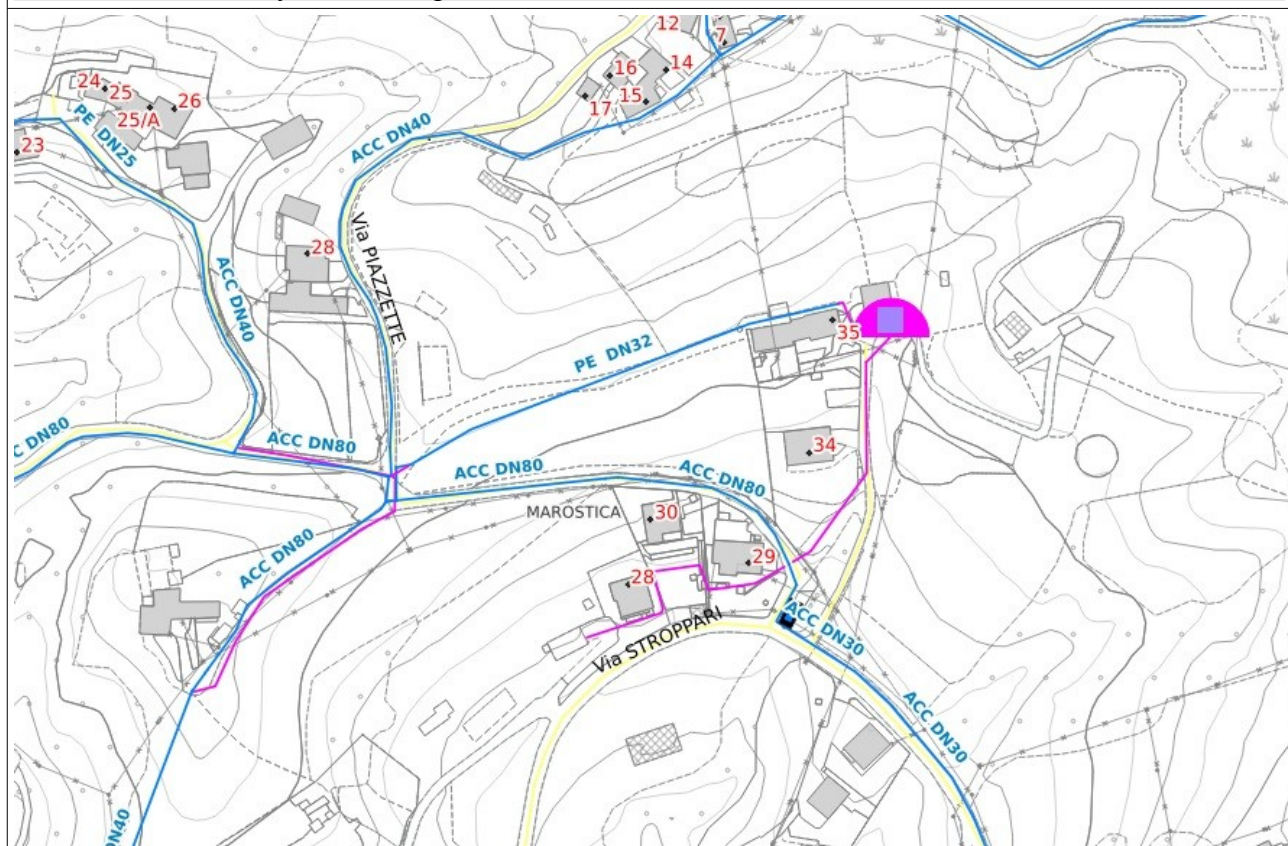 12
7
16
14
24
25
15
17
26
25/A
PE DN25
ACC DN40
23
Via PIAZZETTE
28
ACC DN40
35
PE DN32
C DN80
ACC DN80
34
ACC DN80
ACC DN80
MAROSTICA
30
29
ACC DN80
28
Via STROPPARI
ACC DN30
ACC DN30
DN40